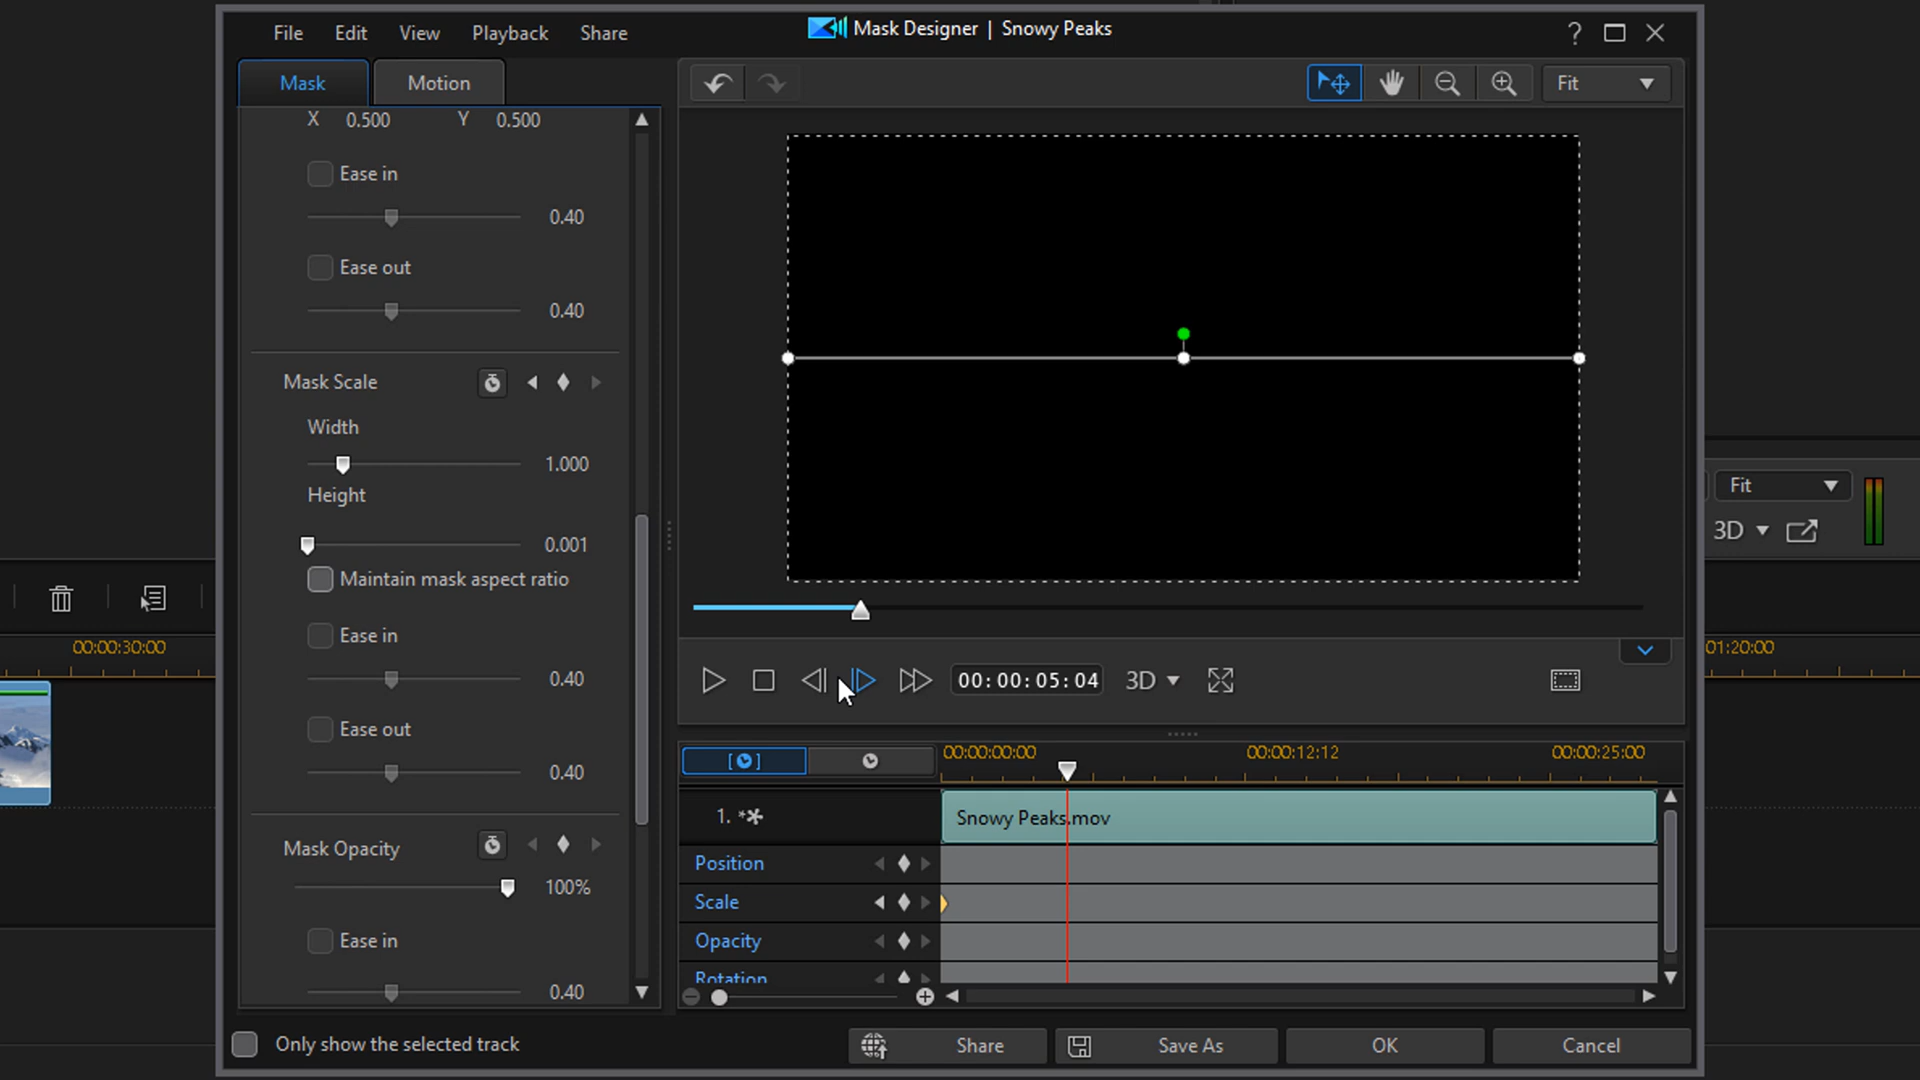 File Edit View Playback Share
Mask Designer | Snowy Peaks
?
Mask Motion
Fit
X 0.500 Y 0.500
Ease in
0.40
Ease out
0.40
Mask Scale
Width
1.000
Height
0.001
Maintain mask aspect ratio
Ease in
0.40
Ease out
0.40
Mask Opacity
100%
Ease in
0.40
Fit
3D
00:00:30:00
01:20:00
00:00:05:04 3D
00:00:00:00 00:00:12:12 00:00:25:00
1. **
Snowy Peaks.mov
Position
Scale
Opacity
Rotation
Only show the selected track
Share Save As OK Cancel